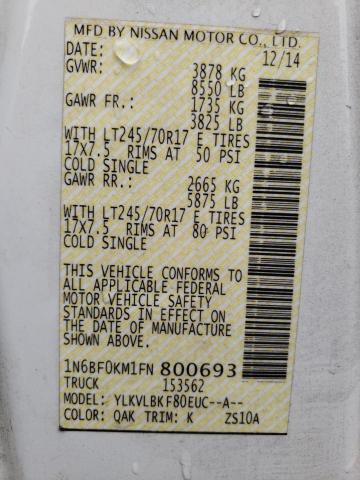 MFD BY NISSAN MOTOR CO., LTD.
DATE: 12/14
GVWR: 3878 KG
8550 LB
GAWR FR.: 1735 KG
3825 LB
WITH LT245/70R17 E TIRES
17X7.5 RIMS AT 50 PSI
COLD SINGLE
GAWR RR.: 2665 KG
5875 LB
WITH LT245/70R17 E TIRES
17X7.5 RIMS AT 80 PSI
COLD SINGLE
THIS VEHICLE CONFORMS TO
ALL APPLICABLE FEDERAL
MOTOR VEHICLE SAFETY
STANDARDS IN EFFECT ON
THE DATE OF MANUFACTURE
SHOWN ABOVE.
1N6BF0KM1FN 800693
TRUCK 153562
MODEL: YLKVLBKF80EUC--A--
COLOR: QAK TRIM: K ZS10A